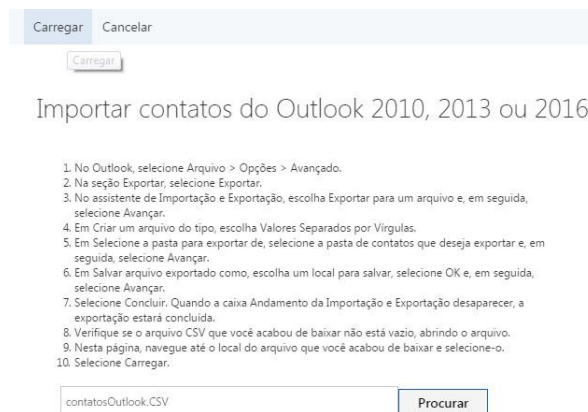 Carregar Cancelar
Carregar
Importar contatos do Outlook 2010, 2013 ou 2016
1. No Outlook, selecione Arquivo > Opções > Avançado.
2. Na seção Exportar, selecione Exportar.
3. No assistente de Importação e Exportação, escolha Exportar para um arquivo e, em seguida,
selecione Avançar.
4. Em Criar um arquivo do tipo, escolha Valores Separados por Vírgulas.
5. Em Selecione a pasta para exportar de, selecione a pasta de contatos que deseja exportar e, em
seguida, selecione Avançar.
6. Em Salvar arquivo exportado como, escolha um local para salvar, selecione OK e, em seguida,
selecione Avançar.
7. Selecione Concluir. Quando a caixa Andamento da Importação e Exportação desaparecer, a
exportação estará concluída.
8. Verifique se o arquivo CSV que você acabou de baixar não está vazio, abrindo o arquivo.
9. Nesta página, navegue até o local do arquivo que você acabou de baixar e selecione-o.
10. Selecione Carregar.
contatosOutlook.CSV Procurar